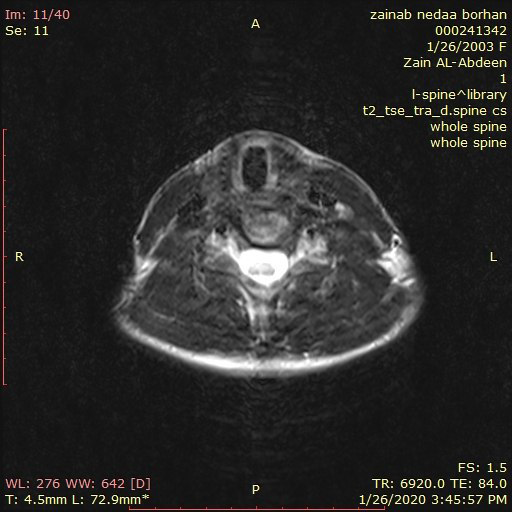 Im: 11/40
Se: 11
A
zainab nedaa borhan
000241342
1/26/2003 F
Zain AL-Abdeen
1
l-spine^library
t2_tse_tra_d.spine cs
whole spine
whole spine
R
L
WL: 276 WW: 642 [D]
T: 4.5mm L: 72.9mm*
P
FS: 1.5
TR: 6920.0 TE: 84.0
1/26/2020 3:45:57 PM